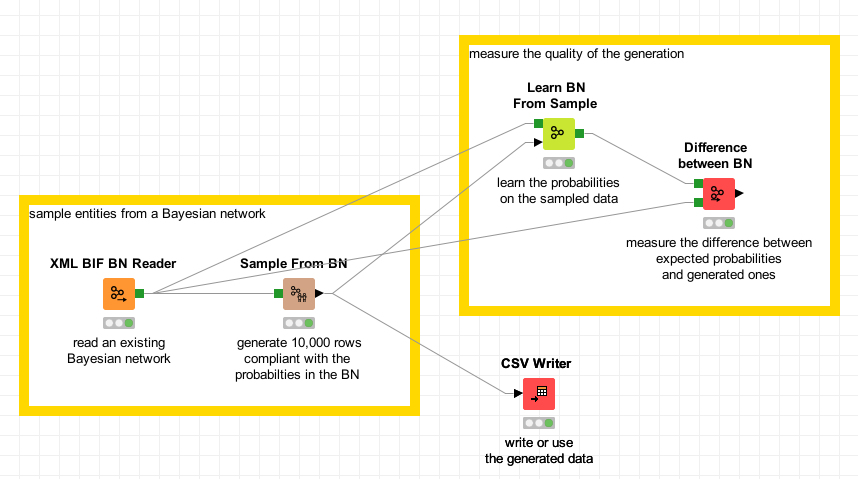 measure the quality of the generation
Learn BN
From Sample
learn the probabilities
on the sampled data
Difference
between BN
measure the difference between
expected probabilities
and generated ones
sample entities from a Bayesian network
XML BIF BN Reader
read an existing
Bayesian network
Sample From BN
generate 10,000 rows
compliant with the
probabilties in the BN
CSV Writer
write or use
the generated data